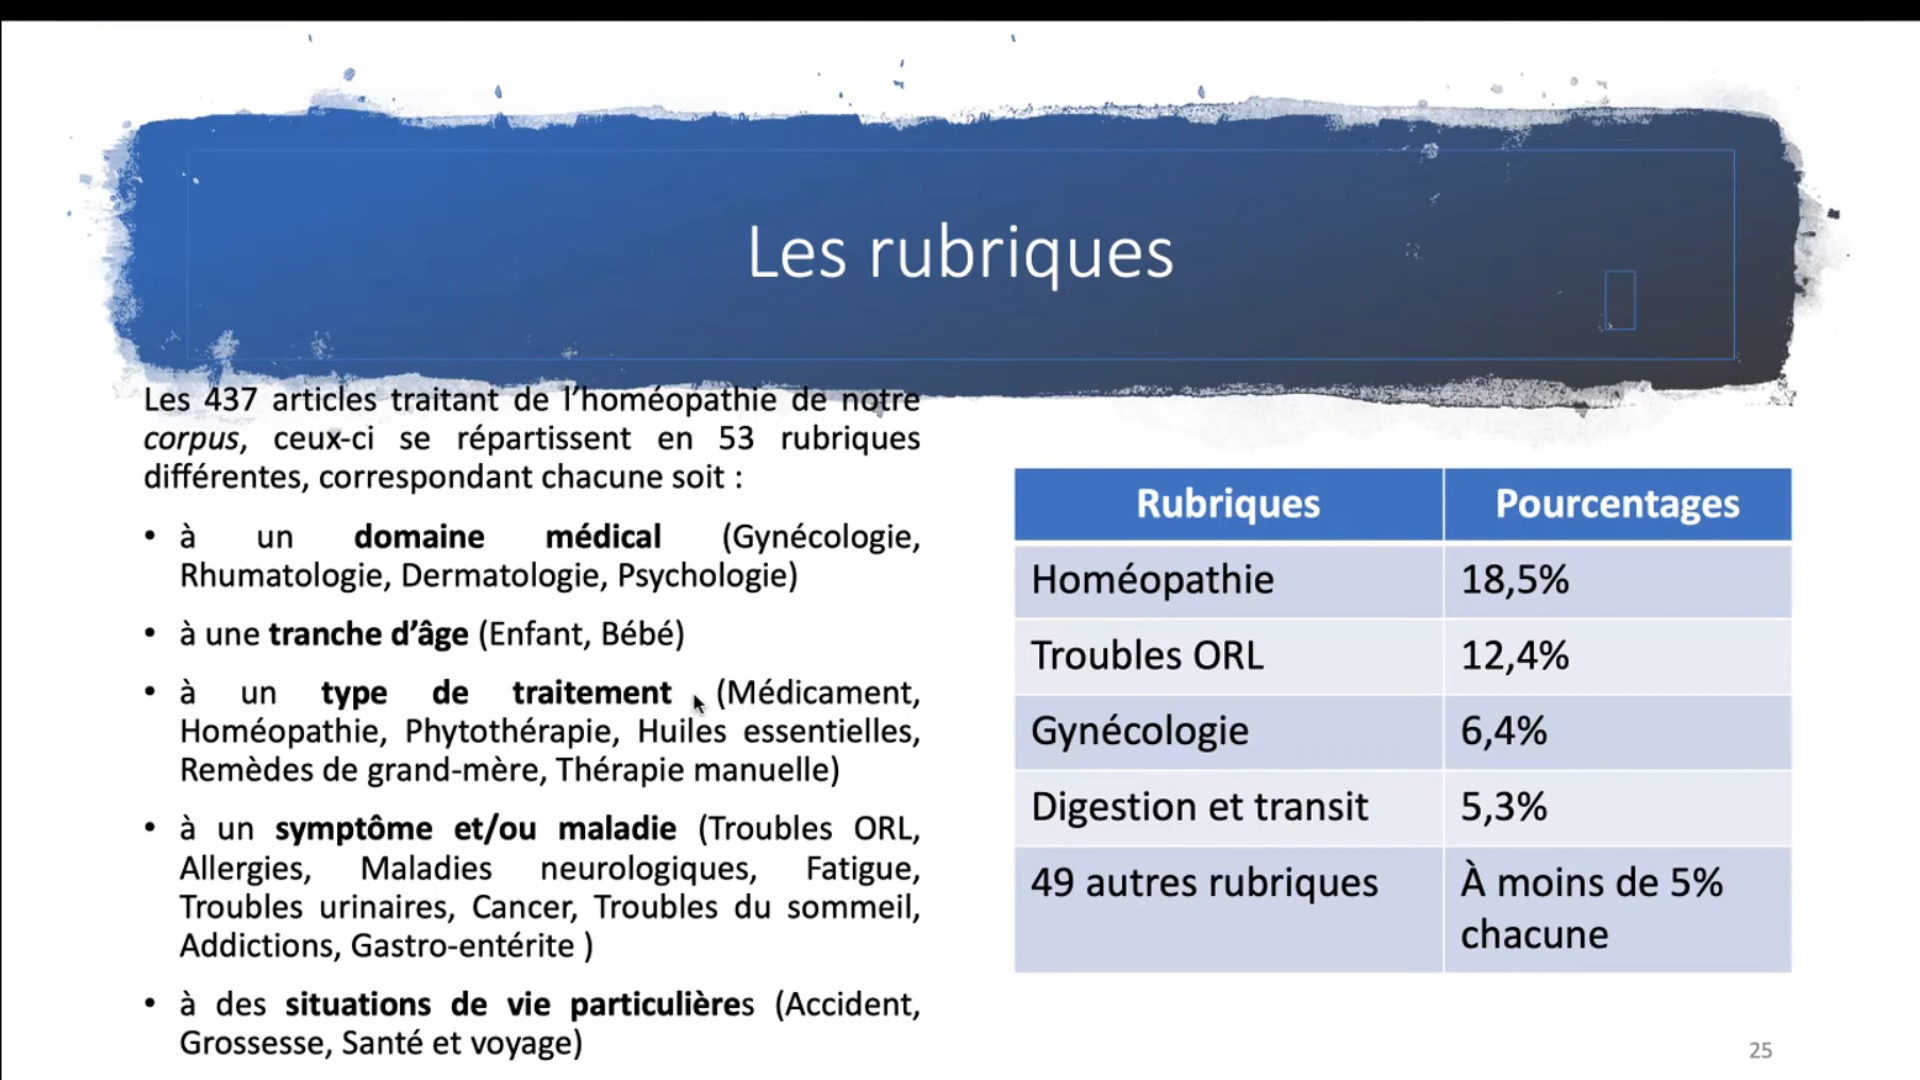 Les rubriques
Les 437 articles traitant de l’homéopathie de notre
corpus, ceux-ci se répartissent en 53 rubriques
différentes, correspondant chacune soit :
• à un domaine médical (Gynécologie,
Rhumatologie, Dermatologie, Psychologie)
• à une tranche d’âge (Enfant, Bébé)
• à un type de traitement (Médicament,
Homéopathie, Phytothérapie, Huiles essentielles,
Remèdes de grand-mère, Thérapie manuelle)
• à un symptôme et/ou maladie (Troubles ORL,
Allergies, Maladies neurologiques, Fatigue,
Troubles urinaires, Cancer, Troubles du sommeil,
Addictions, Gastro-entérite )
• à des situations de vie particulières (Accident,
Grossesse, Santé et voyage)
Rubriques Pourcentages
Homéopathie 18,5%
Troubles ORL 12,4%
Gynécologie 6,4%
Digestion et transit 5,3%
49 autres rubriques À moins de 5%
chacune
25